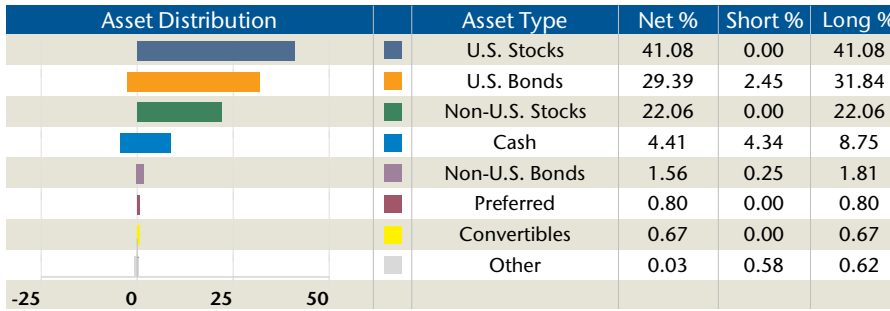 Asset Distribution Asset Type Net % Short % Long %
U.S. Stocks 41.08 0.00 41.08
U.S. Bonds 29.39 2.45 31.84
Non-U.S. Stocks 22.06 0.00 22.06
Cash 4.41 4.34 8.75
Non-U.S. Bonds 1.56 0.25 1.81
Preferred 0.80 0.00 0.80
Convertibles 0.67 0.00 0.67
Other 0.03 0.58 0.62
-25 0 25 50